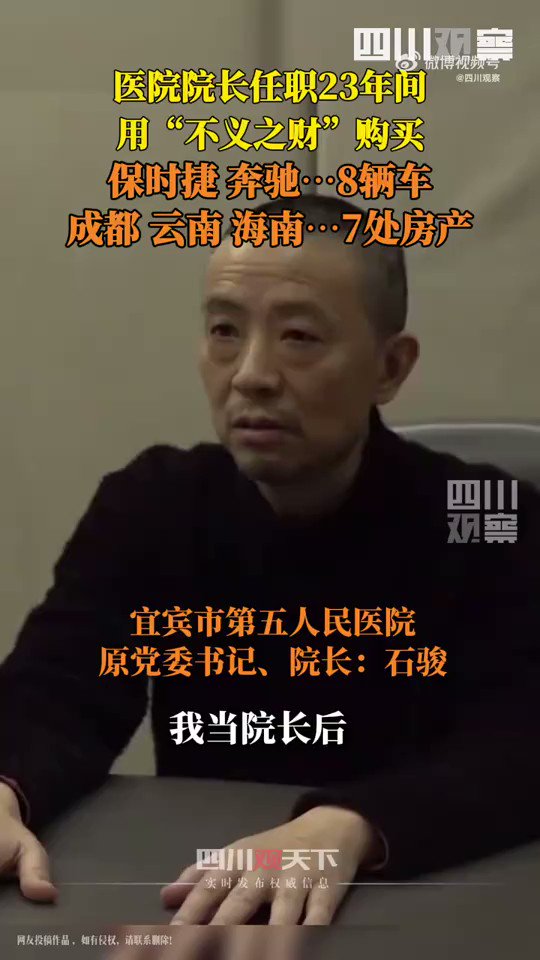 四川观察
微博视频号
@四川观察
医院院长任职23年间
用“不义之财”购买
保时捷 奔驰…8辆车
成都 云南 海南…7处房产
四川
观察
宜宾市第五人民医院
原党委书记、院长：石骏
我当院长后
四川观天下
实时发布权威信息
网友投稿作品，如有侵权，请联系删除！